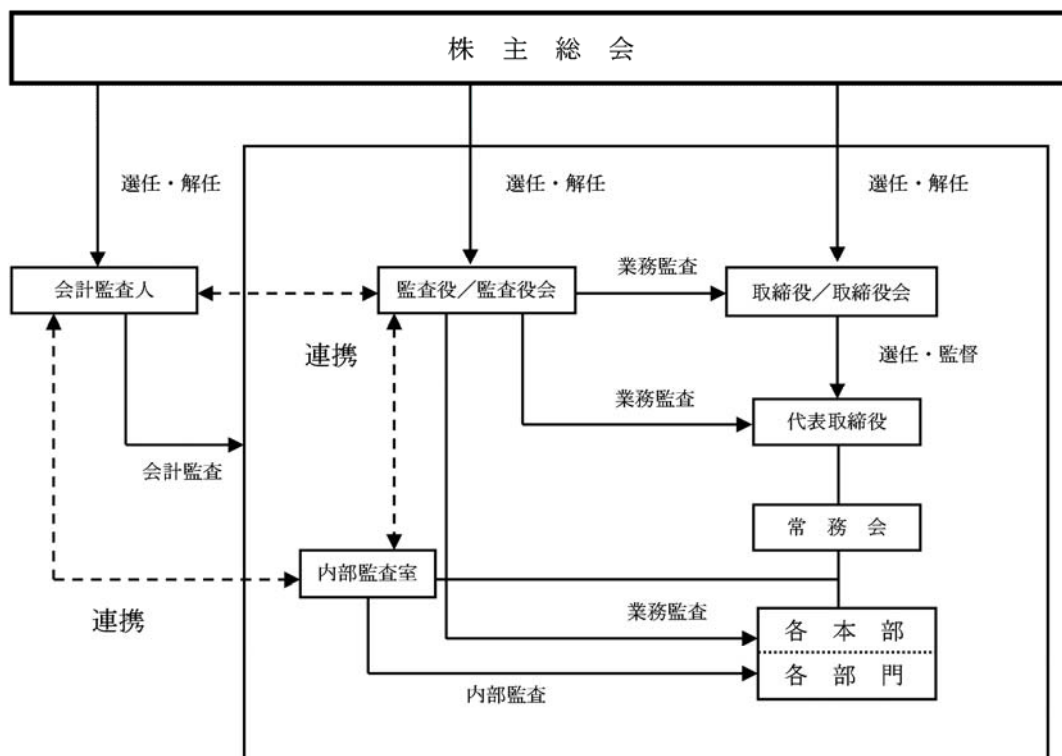 株主総会
選任・解任
選任・解任
選任・解任
業務監査
会計監査人
監査役／監査役会
取締役／取締役会
連携
選任・監督
業務監査
代表取締役
会計監査
常務会
内部監査室
連携
業務監査
各本部
各部門
内部監査